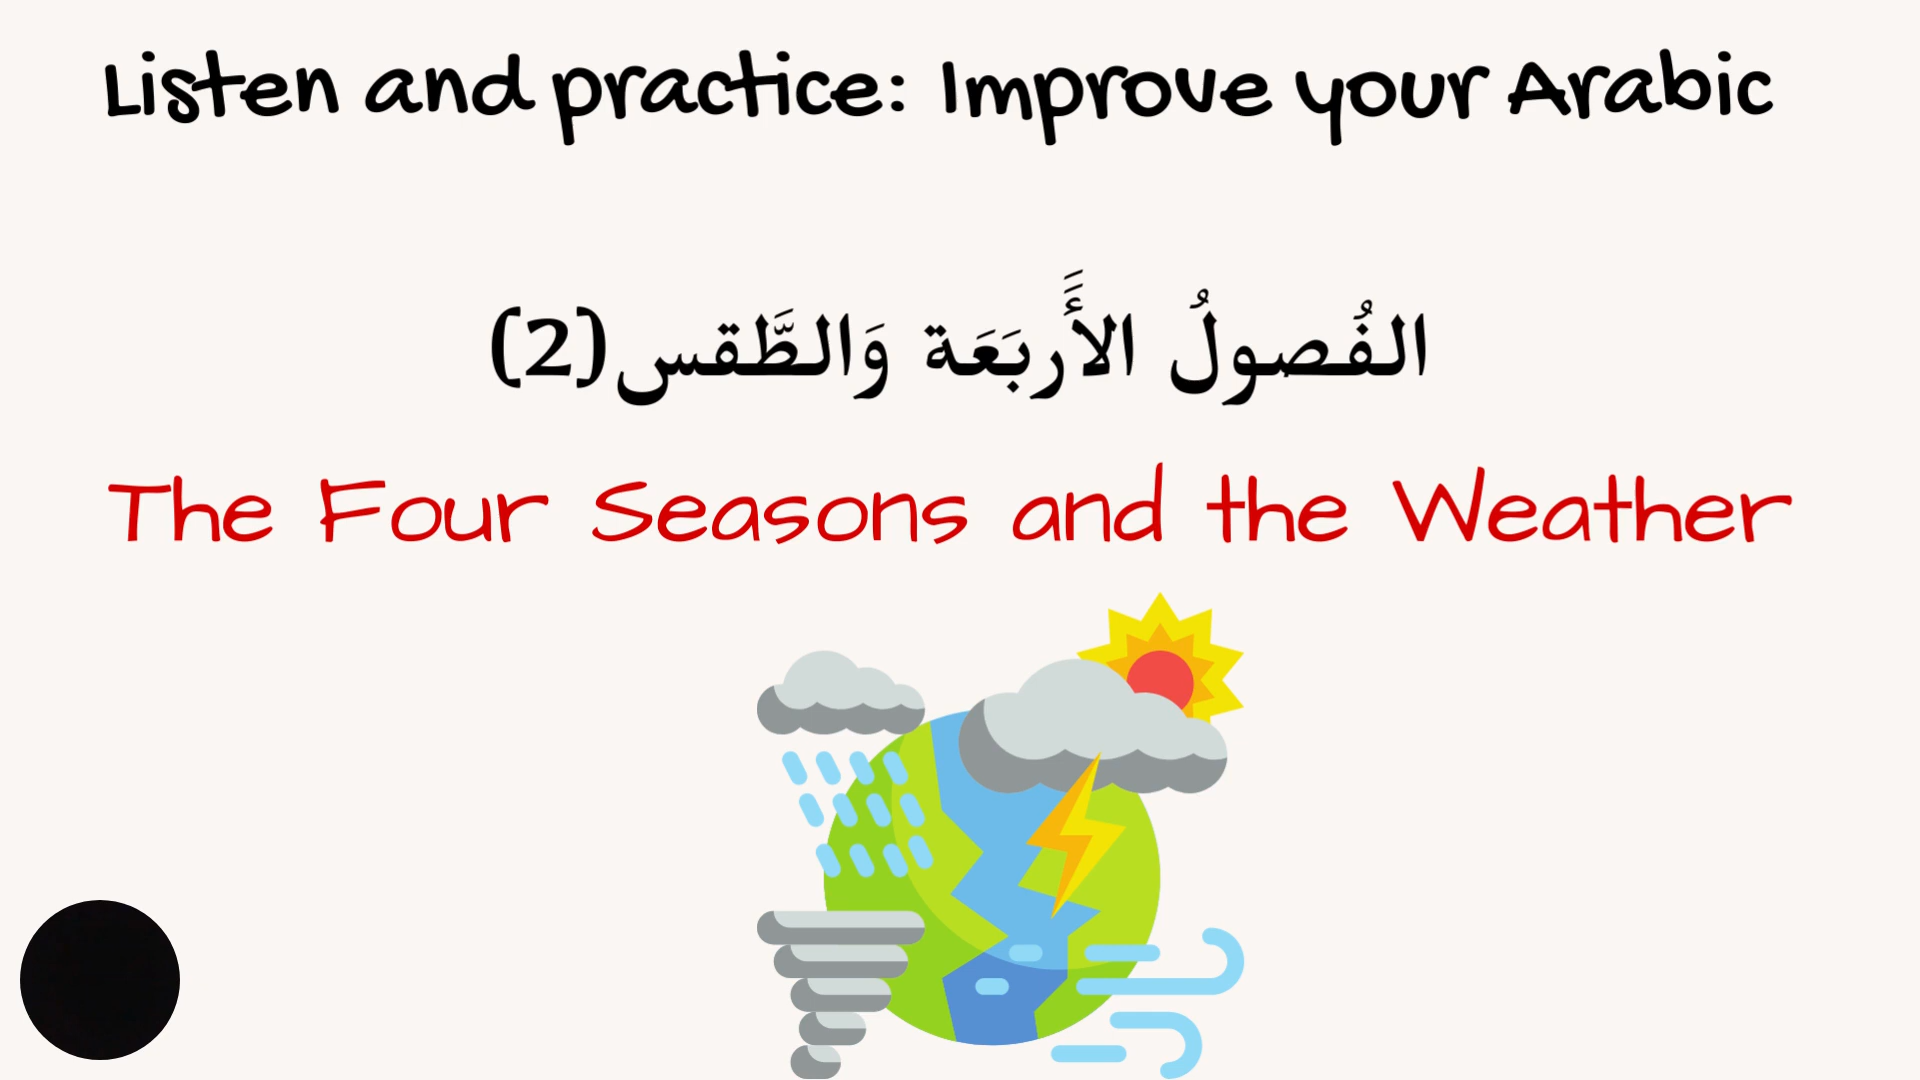 Listen and practice: Improve your Arabic
الفُصولُ الأََربَعَة وَالطَّقس(2)
The Four Seasons and the Weather